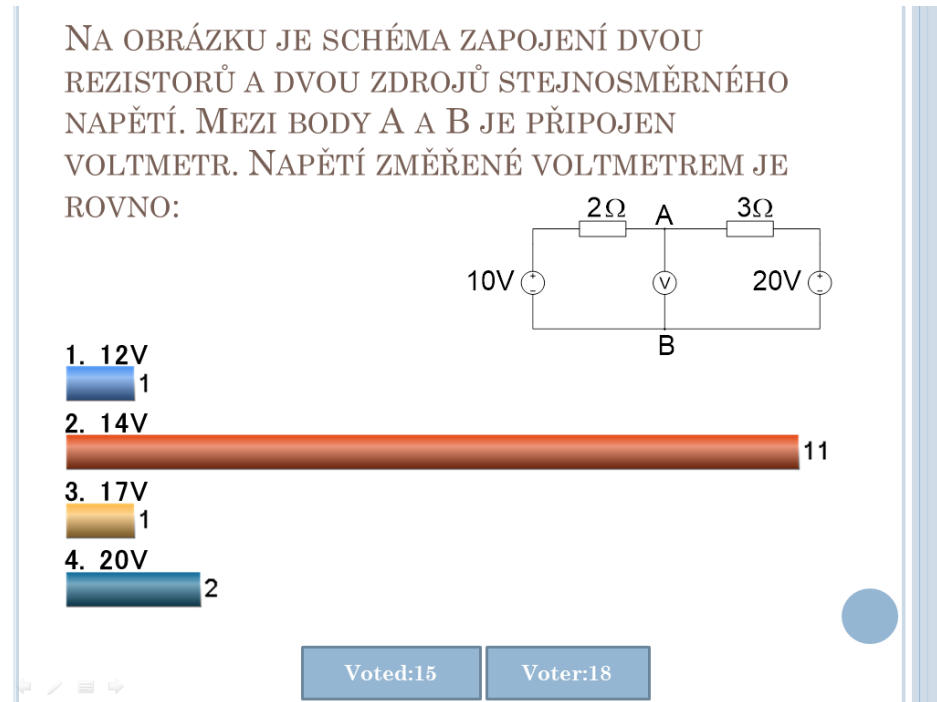 NA OBRÁZKU JE SCHÉMA ZAPOJENÍ DVOU
REZISTORŮ A DVOU ZDROJŮ STEJNOSMĚRNÉHO
NAPĚTÍ. MEZI BODY A A B JE PŘIPOJEN
VOLTMETR. NAPĚTÍ ZMĚŘENÉ VOLTMETREM JE
ROVNO:
2Ω A 3Ω
10V + − V 20V + −
B
1. 12V
1
2. 14V
11
3. 17V
1
4. 20V
2
Voted:15 Voter:18